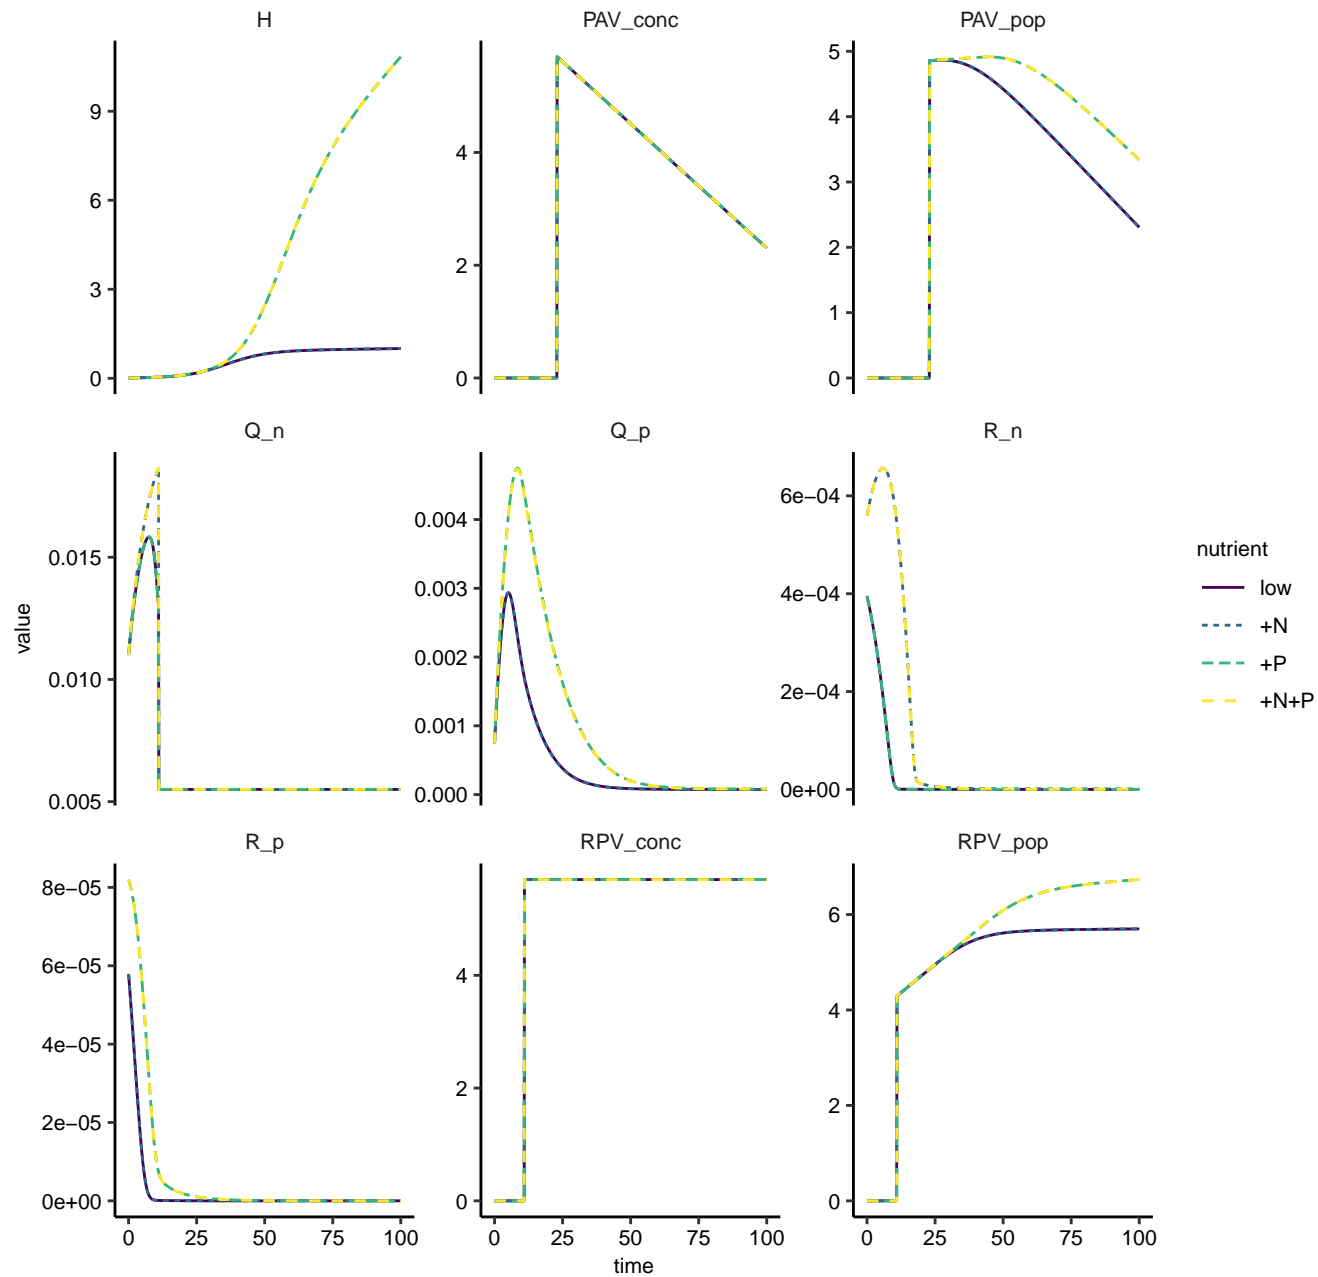 H
PAV_conc
PAV_pop
9
6
3
0
4
2
0
5
4
3
2
1
0
Q_n
Q_p
R_n
0.015
0.010
0.005
0.004
0.003
0.002
0.001
0.000
6e−04
4e−04
2e−04
0e+00
value
nutrient
low
+N
+P
+N+P
R_p
RPV_conc
RPV_pop
8e−05
6e−05
4e−05
2e−05
0e+00
4
2
0
6
4
2
0
0 25 50 75 100
0 25 50 75 100
0 25 50 75 100
time